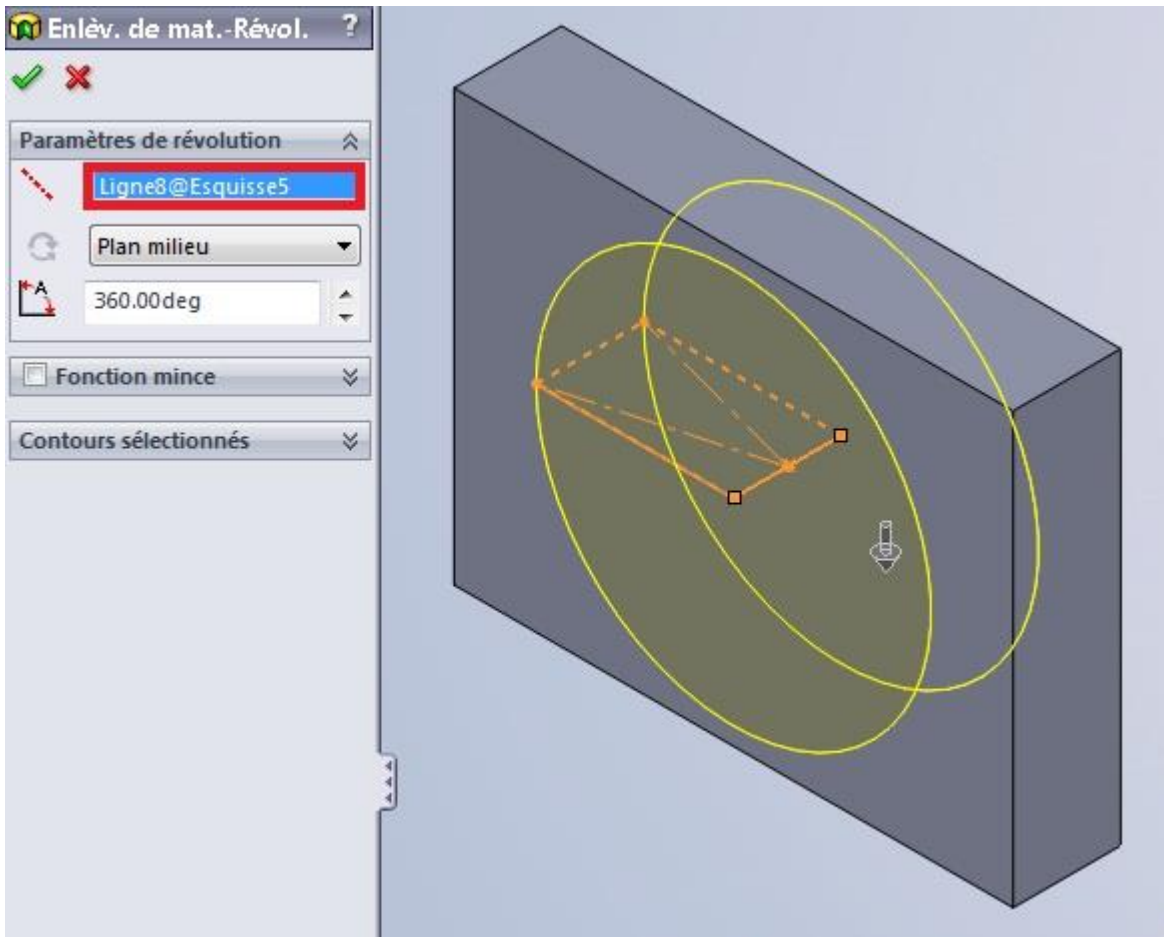 Enlèv. de mat.-Révol. ?
Paramètres de révolution
Ligne8@Esquisse5
Plan milieu
A
360.00deg
Fonction mince
Contours sélectionnés